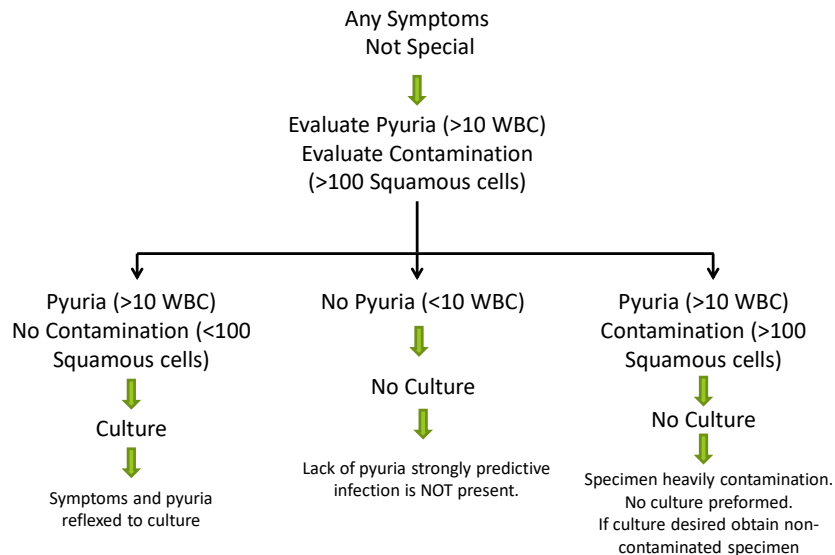 Any Symptoms
Not Special
Evaluate Pyuria (>10 WBC)
Evaluate Contamination
(>100 Squamous cells)
Pyuria (>10 WBC)
No Contamination (<100
Squamous cells)
Culture
Symptoms and pyuria
reflexed to culture
No Pyuria (<10 WBC)
No Culture
Lack of pyuria strongly predictive
infection is NOT present.
Pyuria (>10 WBC)
Contamination (>100
Squamous cells)
No Culture
Specimen heavily contamination.
No culture preformed.
If culture desired obtain non-
contaminated specimen